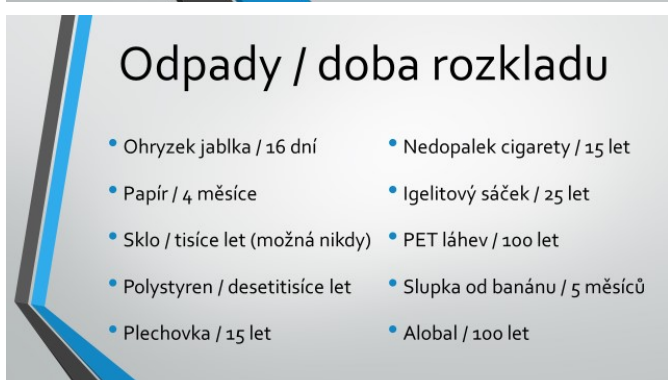 Odpady / doba rozkladu
• Ohryzek jablka / 16 dní
• Papír / 4 měsíce
• Sklo / tisíce let (možná nikdy)
• Polystyren / desetitisíce let
• Plechovka / 15 let
• Nedopalek cigarety / 15 let
• Igelitový sáček / 25 let
• PET láhev / 100 let
• Slupka od banánu / 5 měsíců
• Alobal / 100 let